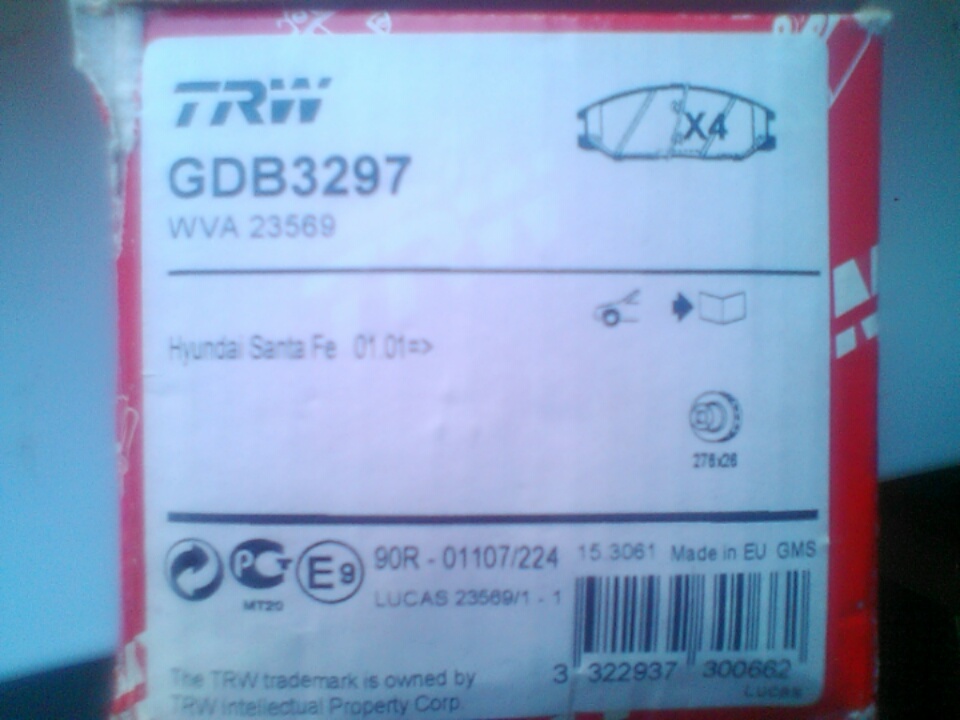 TRW
X4
GDB3297
WVA 23569
Hyundai Santa Fe 01.01=>
276x26
90R - 01107/224
15.3061 Made in EU GMS
E9
MT20
LUCAS 23569/1 - 1
3 322937 300662
LUCAS
The TRW trademark is owned by
TRW Intellectual Property Corp.